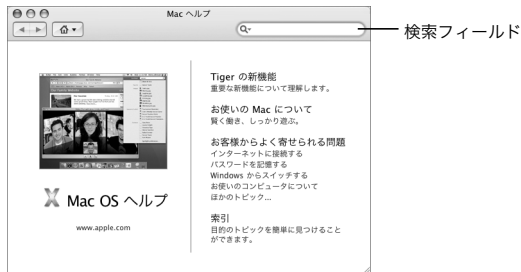 Mac ヘルプ
検索フィールド
Tiger の新機能
重要な新機能について理解します。
お使いの Mac について
賢く働き、しっかり遊ぶ。
お客様からよく寄せられる問題
インターネットに接続する
パスワードを記憶する
Windows からスイッチする
お使いのコンピュータについて
ほかのトピック...
索引
目的のトピックを簡単に見つけること
ができます。
Mac OS ヘルプ
www.apple.com